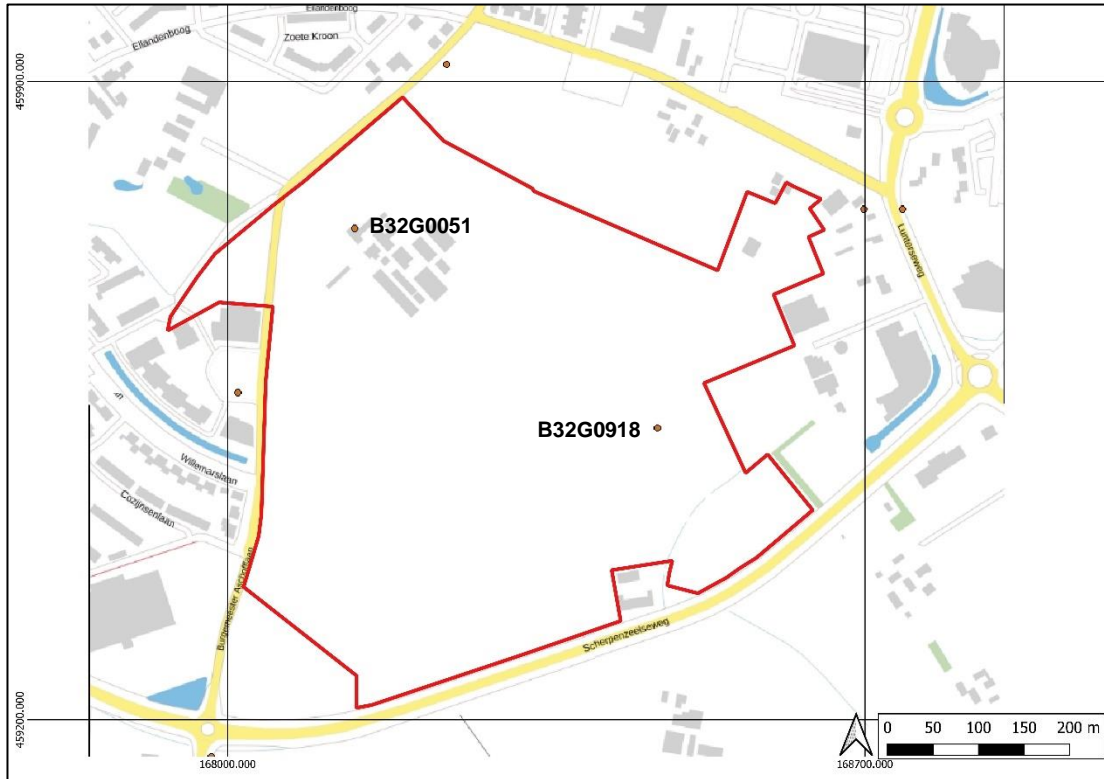 Eilandenboog
Eilandenboog
Zoete Kroon
459900.000
B32G0051
Lunterseweg
B32G0918
Willemarslaan
Cozijnsenlaan
Burgemeester Aschofflaan
Scherpenzeelseweg
459200.000
0 50 100 150 200 m
168000.000
168700.000